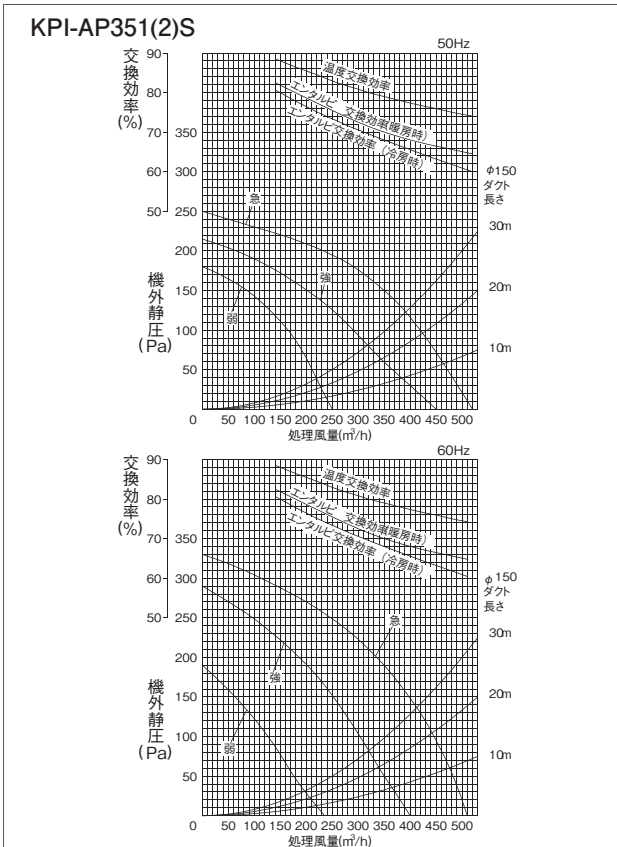 KPI-AP351(2)S
50Hz
交換効率(%)
90
80
70
60
50
350
300
250
200
150
100
50
0
機外静圧(Pa)
温度交換効率
エンタルピ 交換効率(暖房時)
エンタルピ交換効率 (冷房時)
急
強
弱
φ150
ダクト
長さ
30m
20m
10m
50 100 150 200 250 300 350 400 450 500
処理風量(m³/h)
60Hz
交換効率(%)
90
80
70
60
50
350
300
250
200
150
100
50
0
機外静圧(Pa)
温度交換効率
エンタルピ 交換効率(暖房時)
エンタルピ交換効率 (冷房時)
急
強
弱
φ150
ダクト
長さ
30m
20m
10m
50 100 150 200 250 300 350 400 450 500
処理風量(m³/h)